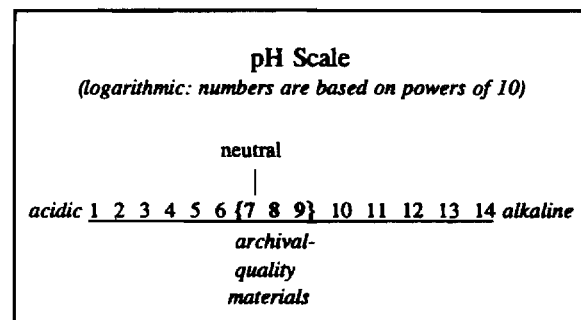 pH Scale
(logarithmic: numbers are based on powers of 10)
neutral
acidic 1 2 3 4 5 6 {7 8 9} 10 11 12 13 14 alkaline
archival-
quality
materials